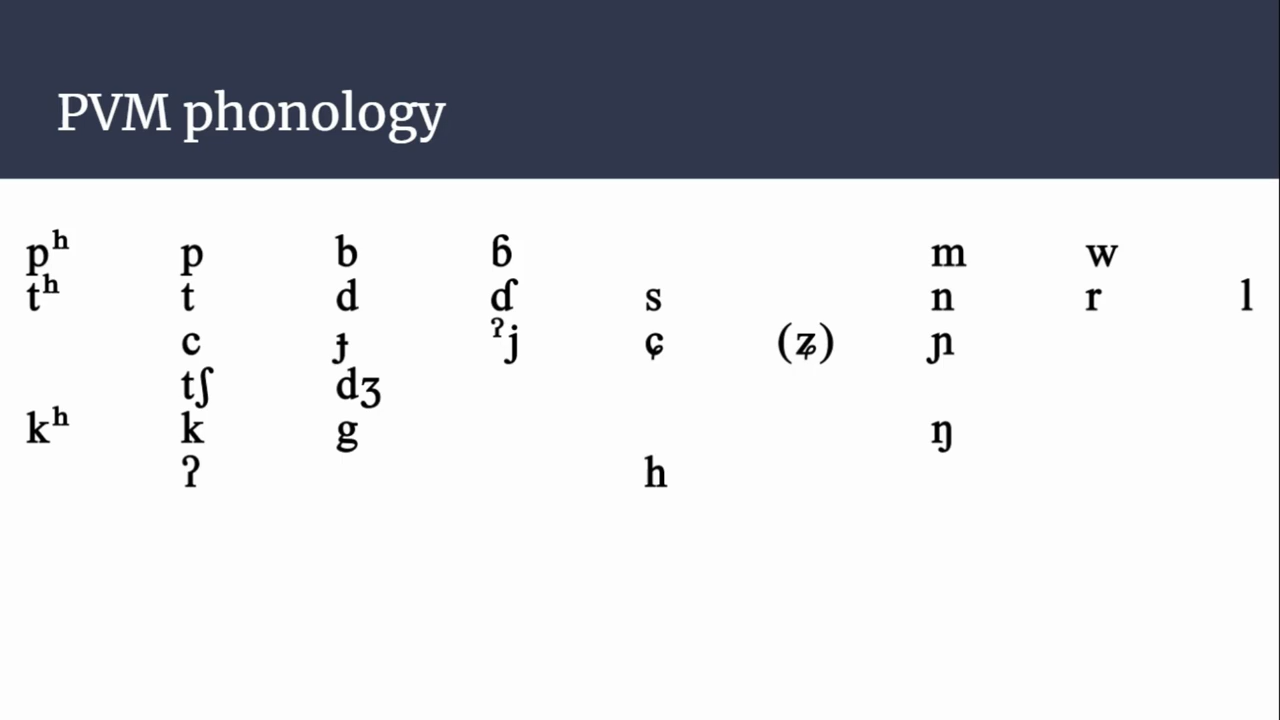 PVM phonology
pʰ p b ɓ m w
tʰ t d ɗ s n r l
c ɟ ˀj ɕ (ʑ) ɲ
tʃ dʒ
kʰ k g ŋ
ʔ h